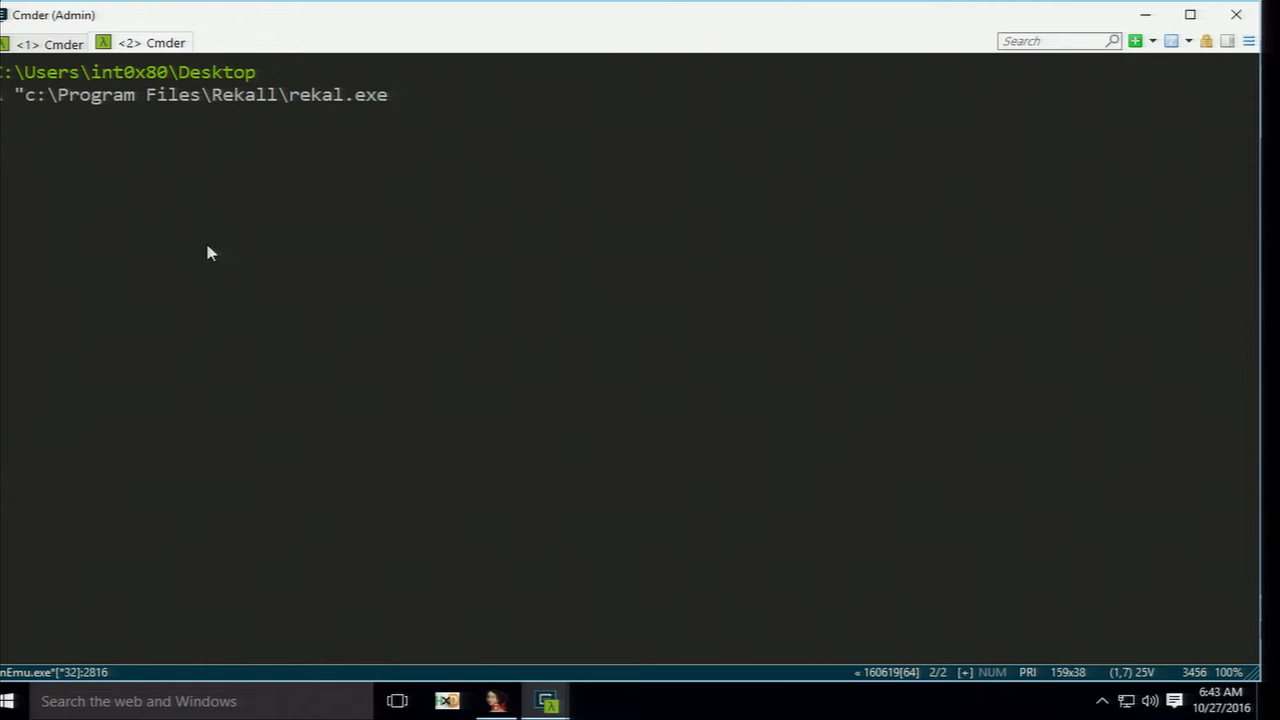 Cmder (Admin)
<1> Cmder
<2> Cmder
Search
C:\Users\int0x80\Desktop
"c:\Program Files\Rekall\rekal.exe
nEmu.exe*[*32]:2816
« 160619[64] 2/2 [+] NUM PRI 159x38 (1,7) 25V 3456 100%
Search the web and Windows
6:43 AM
10/27/2016